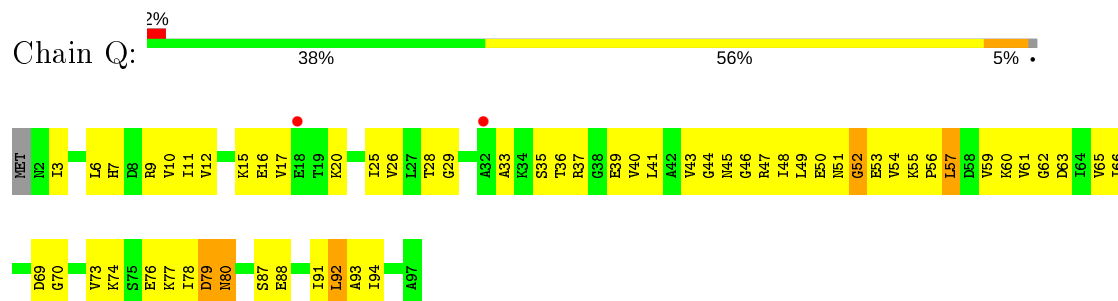 2%
Chain Q:
38% 56% 5% •
MET N2 I3 L6 H7 D8 R9 V10 I11 V12 K15 E16 V17 E18 T19 K20 I25 V26 L27 T28 G29 A32 A33 K34 S35 T36 R37 G38 E39 V40 L41 A42 V43 G44 N45 G46 R47 I48 L49 E50 N51 G52 E53 V54 K55 P56 L57 D58 V59 K60 V61 G62 D63 I64 V65 I66
D69 G70 V73 K74 S75 E76 K77 I78 D79 N80 S87 E88 I91 L92 A93 I94 A97